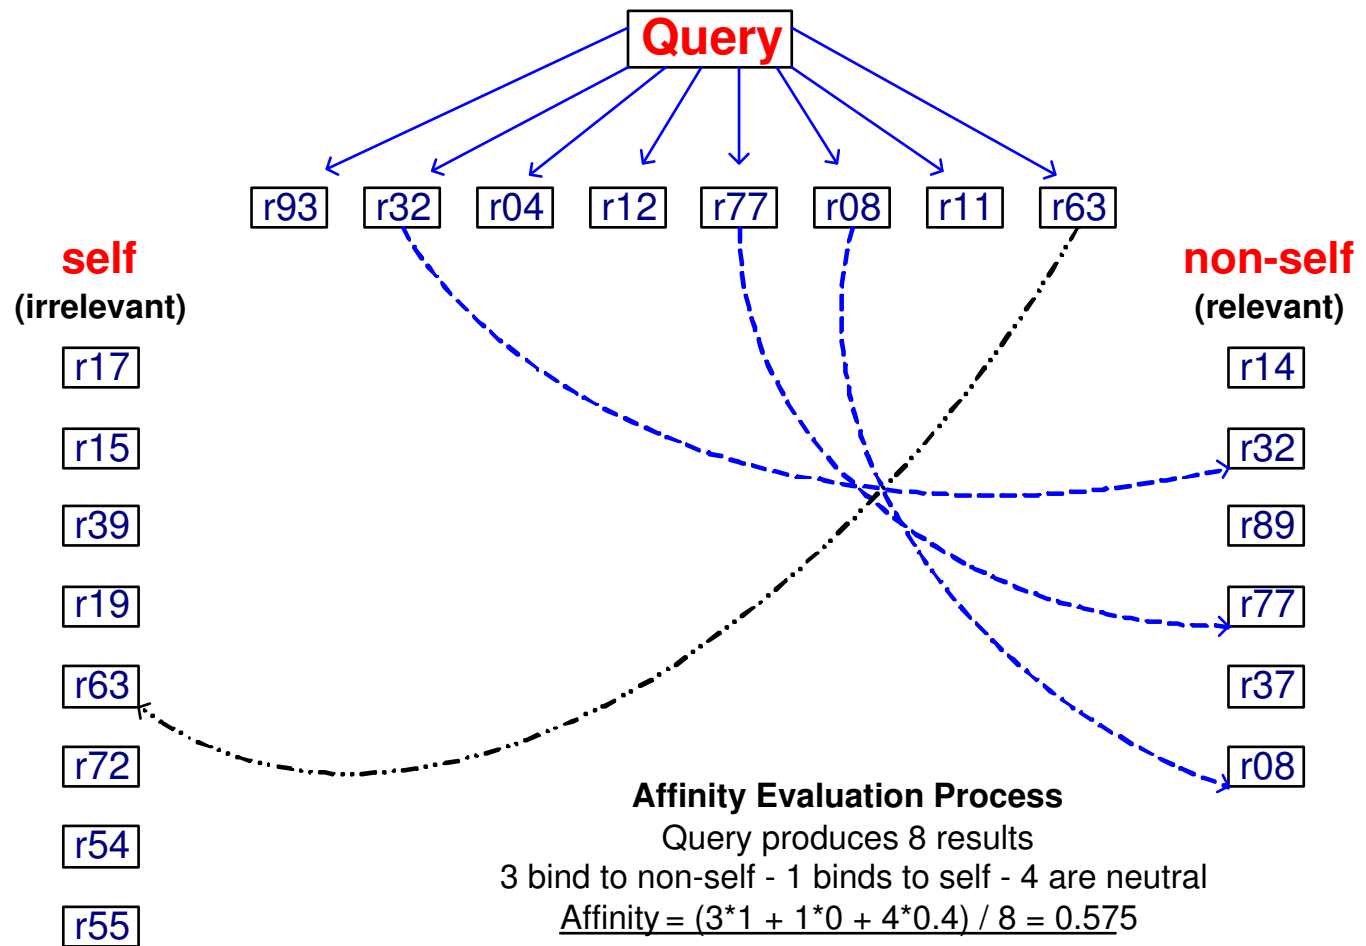 Query
r93 r32 r04 r12 r77 r08 r11 r63
self
(irrelevant)
r17
r15
r39
r19
r63
r72
r54
r55
non-self
(relevant)
r14
r32
r89
r77
r37
r08
Affinity Evaluation Process
Query produces 8 results
3 bind to non-self - 1 binds to self - 4 are neutral
Affinity = (3*1 + 1*0 + 4*0.4) / 8 = 0.575